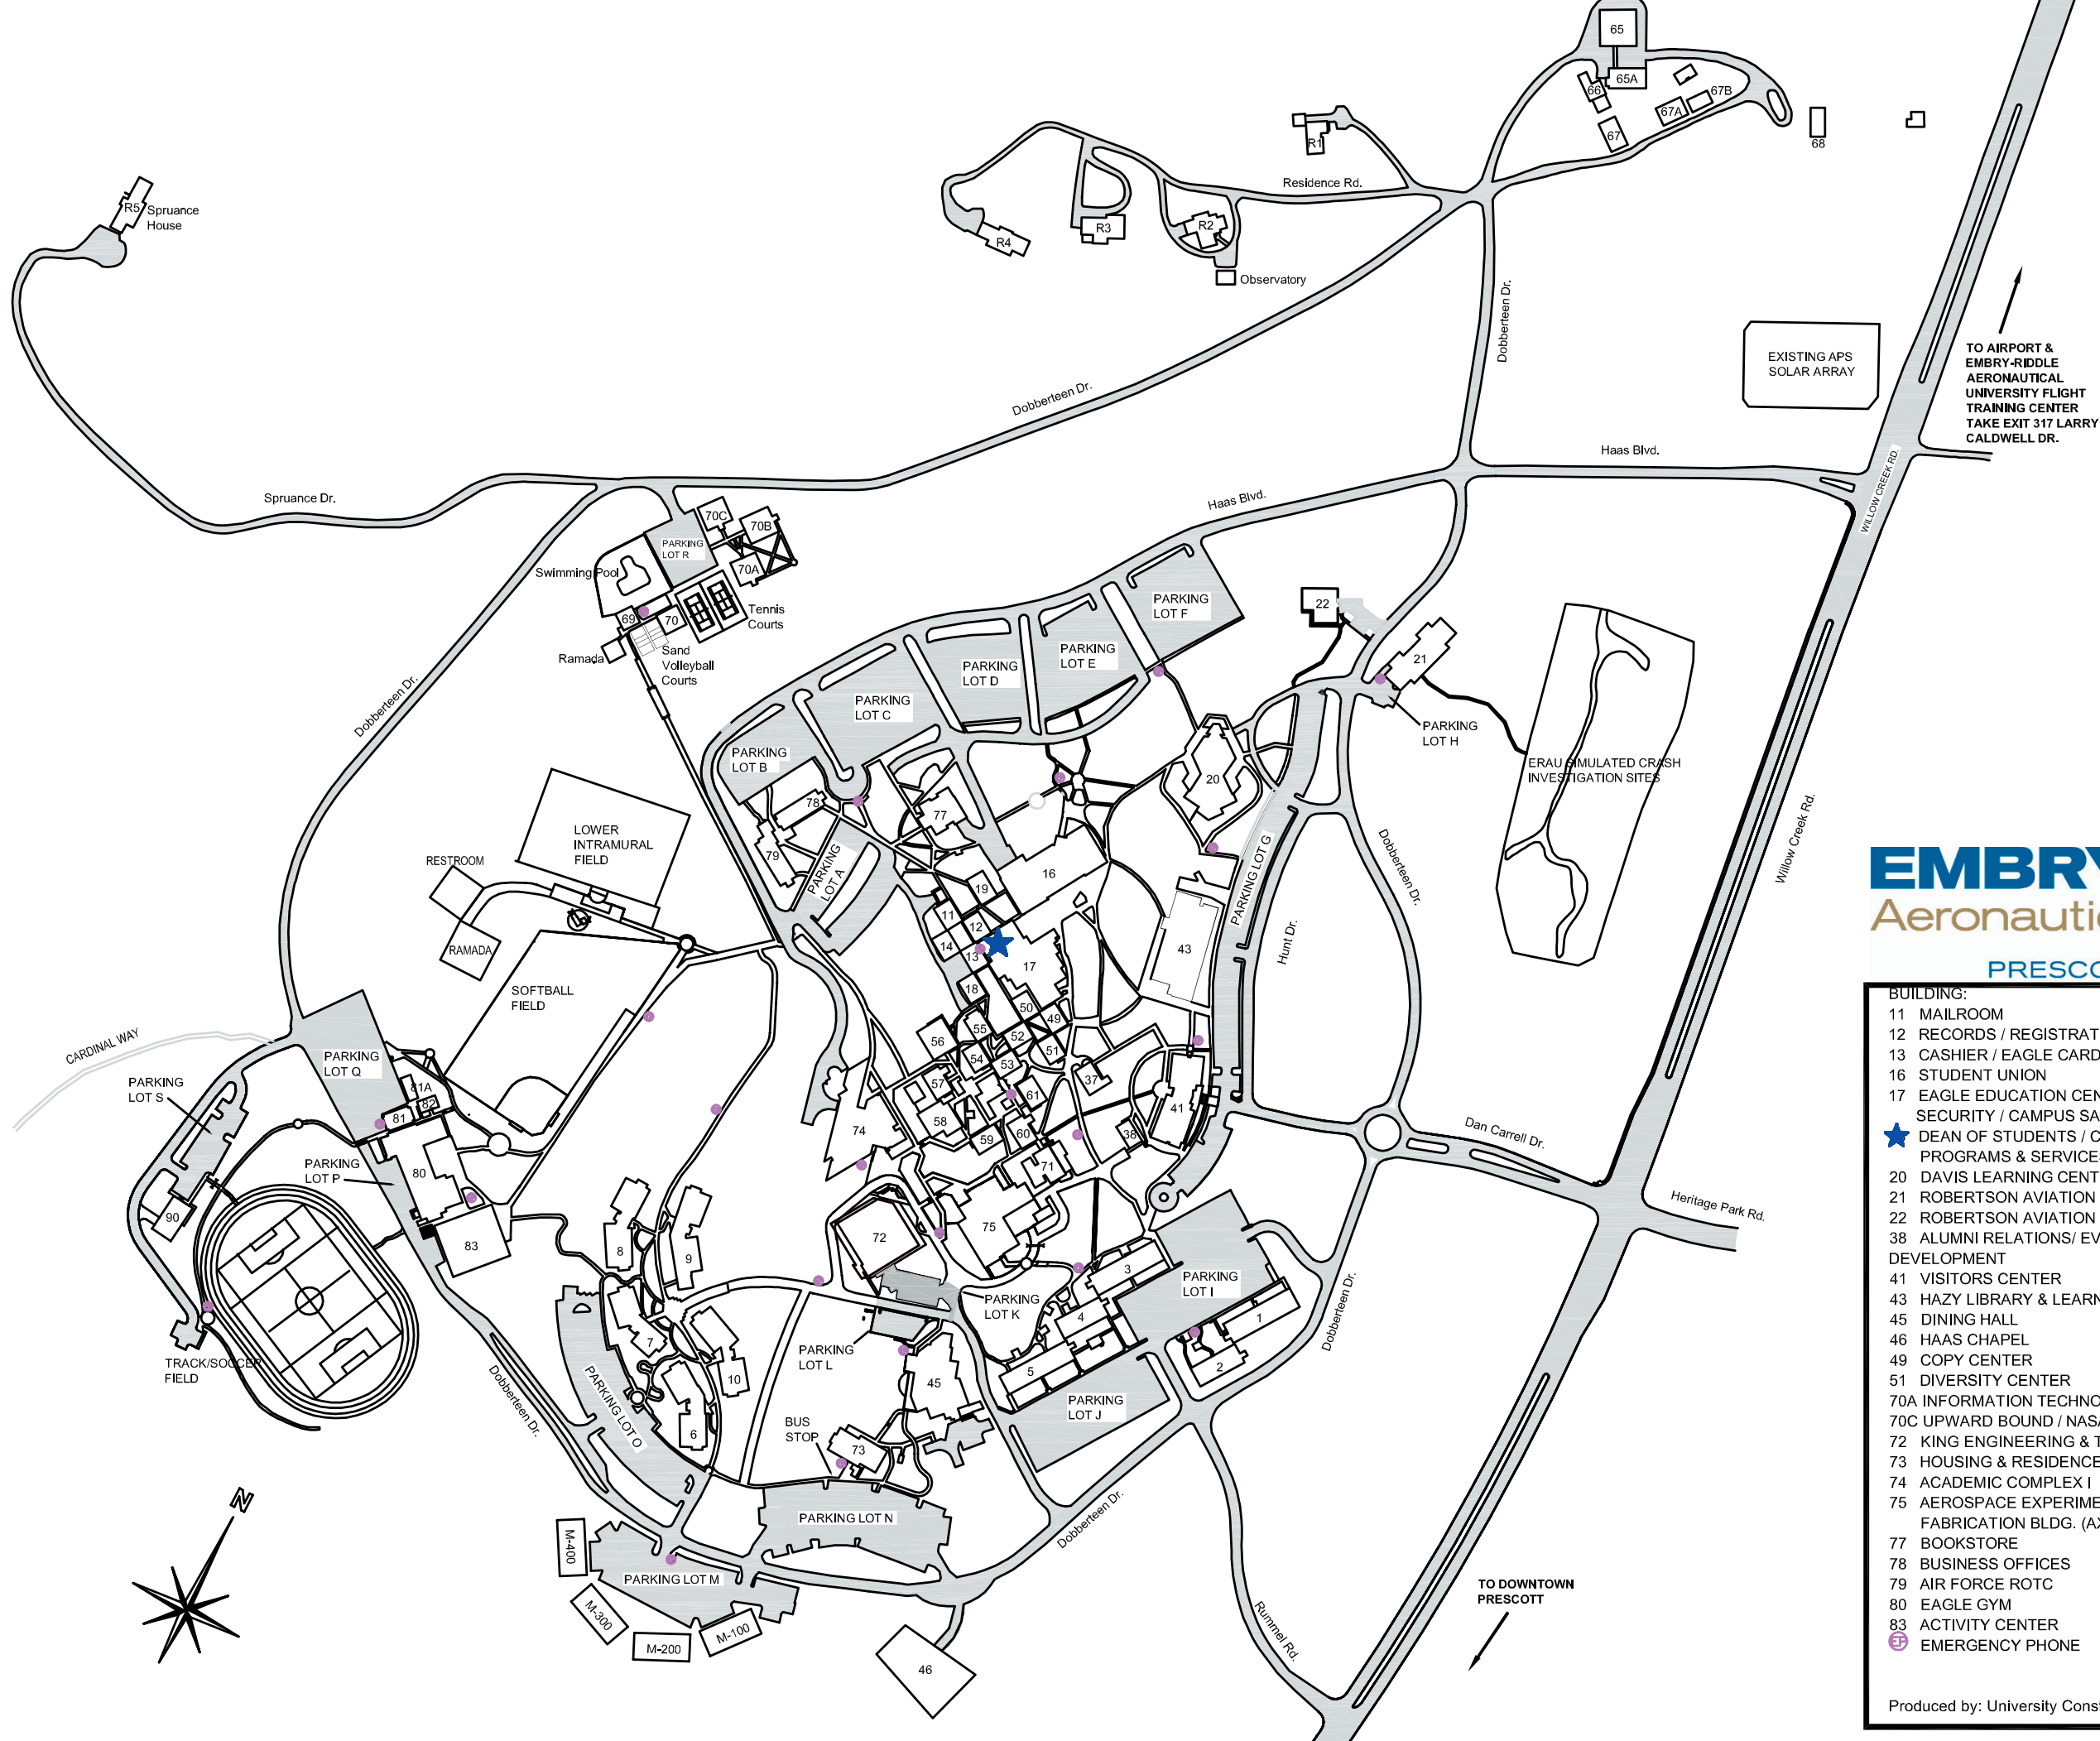 65
65A
66
67B
67A
67
68
R1
Residence Rd.
R5
Spruance
House
R2
R3
R4
Observatory
Dobberteen Dr.
EXISTING APS
SOLAR ARRAY
TO AIRPORT &
EMBRY-RIDDLE
AERONAUTICAL
UNIVERSITY FLIGHT
TRAINING CENTER
TAKE EXIT 317 LARRY
CALDWELL DR.
Dobberteen Dr.
Haas Blvd.
WILLOW CREEK RD.
Spruance Dr.
Haas Blvd.
70C
70B
PARKING
LOT R
70A
Swimming Pool
Tennis
Courts
69
70
Ramada
Sand
Volleyball
Courts
PARKING
LOT F
22
21
PARKING
LOT E
PARKING
LOT D
PARKING
LOT C
PARKING
LOT B
PARKING
LOT H
Dobberteen Dr.
ERAU SIMULATED CRASH
INVESTIGATION SITES
20
78
77
79
PARKING
LOT A
PARKING LOT G
Dobberteen Dr.
Willow Creek Rd.
LOWER
INTRAMURAL
FIELD
RESTROOM
RAMADA
SOFTBALL
FIELD
16
19
11
12
14
13
17
18
43
Hunt Dr.
50
49
55
52
56
51
54
53
37
57
61
58
60
59
41
38
74
71
CARDINAL WAY
PARKING
LOT Q
PARKING
LOT S
81A
82
81
PARKING
LOT P
80
90
83
Dan Carrell Dr.
Heritage Park Rd.
8
9
72
75
3
PARKING
LOT I
4
1
PARKING
LOT K
7
PARKING
LOT L
5
2
Dobberteen Dr.
TRACK/SOCCER
FIELD
Dobberteen Dr.
PARKING LOT O
10
45
PARKING
LOT J
6
BUS
STOP
73
N
PARKING LOT N
Dobberteen Dr.
M-400
PARKING LOT M
M-300
M-200
M-100
46
Rummel Rd.
TO DOWNTOWN
PRESCOTT
EMBRY
Aeronauti
PRESCO
BUILDING:
11 MAILROOM
12 RECORDS / REGISTRAT
13 CASHIER / EAGLE CARD
16 STUDENT UNION
17 EAGLE EDUCATION CEN
SECURITY / CAMPUS SA
DEAN OF STUDENTS / C
PROGRAMS & SERVICE
20 DAVIS LEARNING CENT
21 ROBERTSON AVIATION
22 ROBERTSON AVIATION
38 ALUMNI RELATIONS/ EV
DEVELOPMENT
41 VISITORS CENTER
43 HAZY LIBRARY & LEARN
45 DINING HALL
46 HAAS CHAPEL
49 COPY CENTER
51 DIVERSITY CENTER
70A INFORMATION TECHNO
70C UPWARD BOUND / NAS
72 KING ENGINEERING & T
73 HOUSING & RESIDENCE
74 ACADEMIC COMPLEX I
75 AEROSPACE EXPERIME
FABRICATION BLDG. (A
77 BOOKSTORE
78 BUSINESS OFFICES
79 AIR FORCE ROTC
80 EAGLE GYM
83 ACTIVITY CENTER
EP EMERGENCY PHONE
Produced by: University Cons